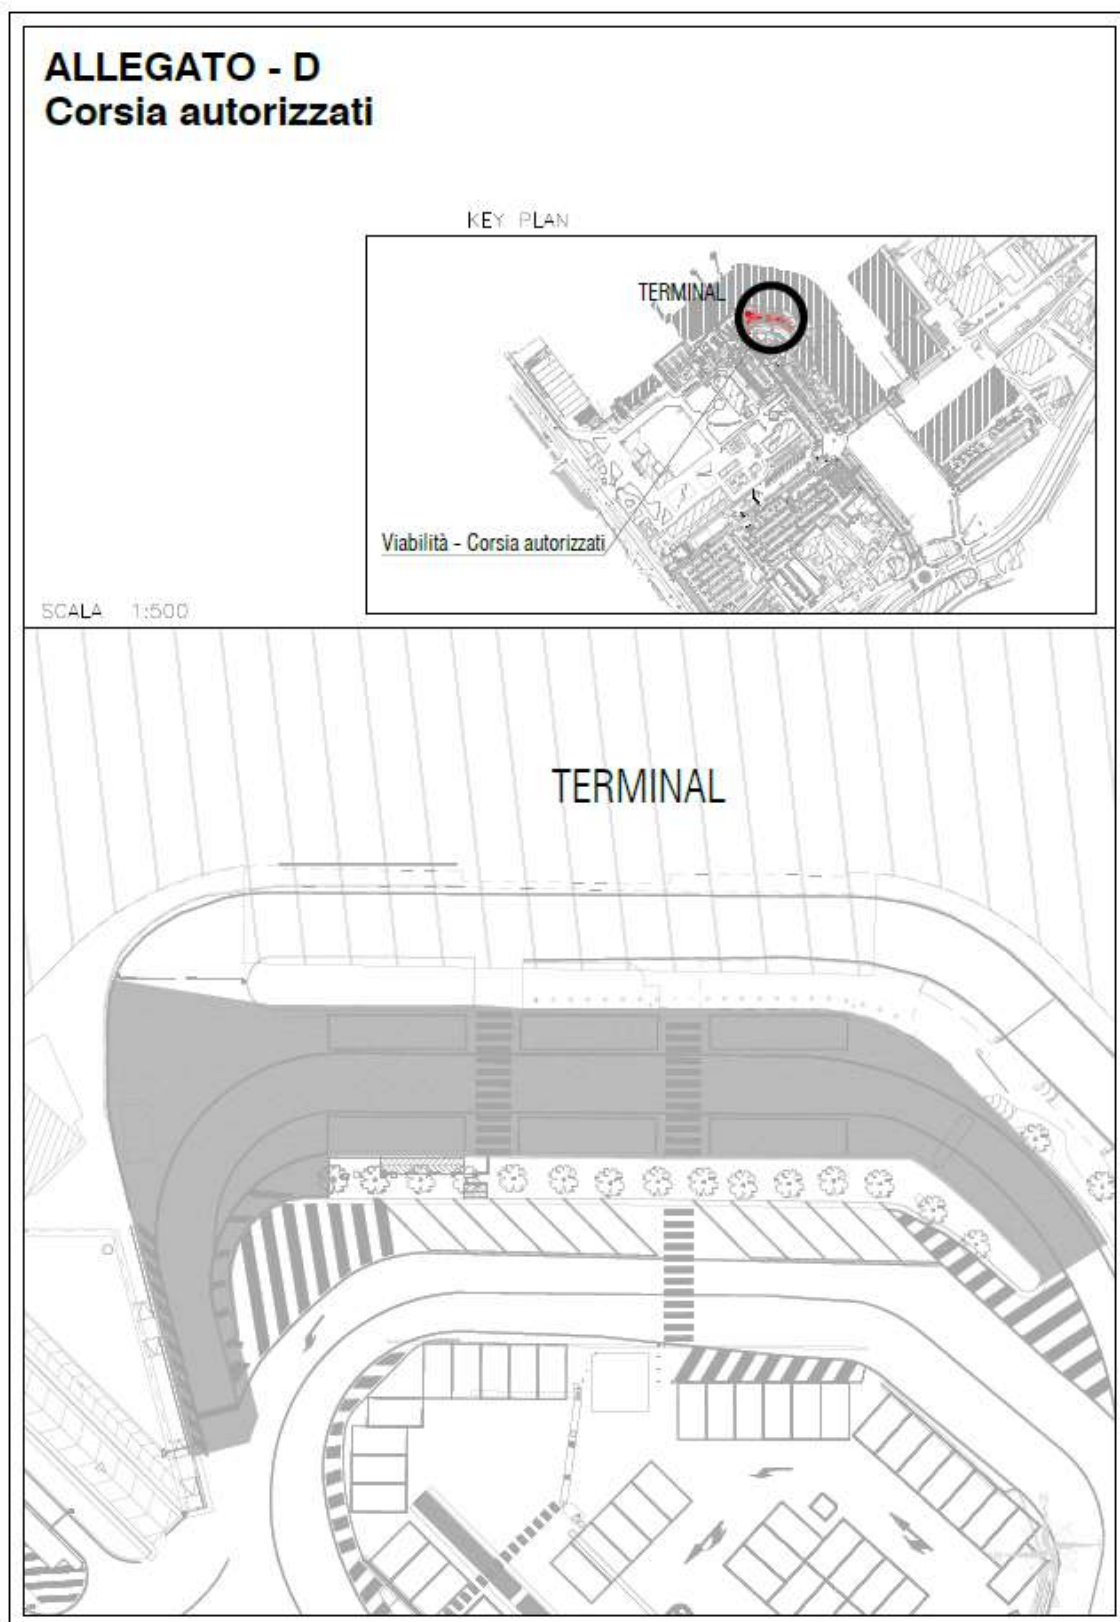 ALLEGATO - D
Corsia autorizzati
KEY PLAN
TERMINAL
Viabilità - Corsia autorizzati
SCALA 1:500
TERMINAL